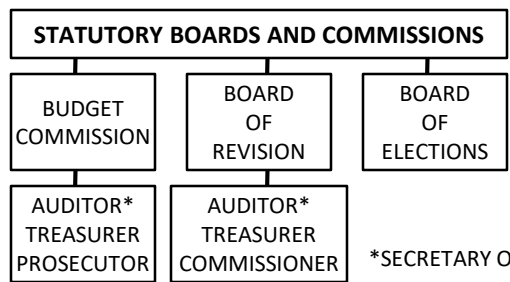 STATUTORY BOARDS AND COMMISSIONS
BUDGET
COMMISSION
BOARD
OF
REVISION
BOARD
OF
ELECTIONS
AUDITOR*
TREASURER
PROSECUTOR
AUDITOR*
TREASURER
COMMISSIONER
*SECRETARY O